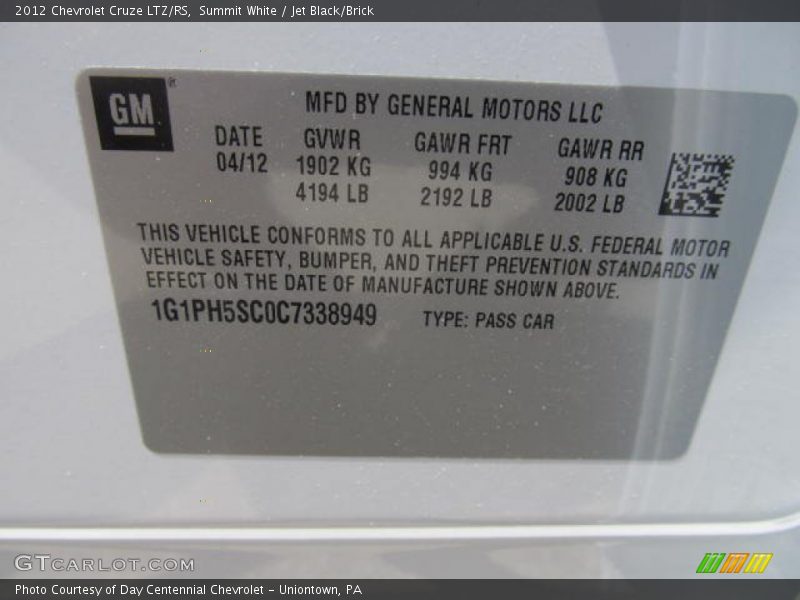 2012 Chevrolet Cruze LTZ/RS, Summit White / Jet Black/Brick
GM ®
MFD BY GENERAL MOTORS LLC
DATE GVWR GAWR FRT GAWR RR
04/12 1902 KG 994 KG 908 KG
4194 LB 2192 LB 2002 LB
THIS VEHICLE CONFORMS TO ALL APPLICABLE U.S. FEDERAL MOTOR
VEHICLE SAFETY, BUMPER, AND THEFT PREVENTION STANDARDS IN
EFFECT ON THE DATE OF MANUFACTURE SHOWN ABOVE.
1G1PH5SC0C7338949 TYPE: PASS CAR
GTCARLOT.COM
Photo Courtesy of Day Centennial Chevrolet - Uniontown, PA